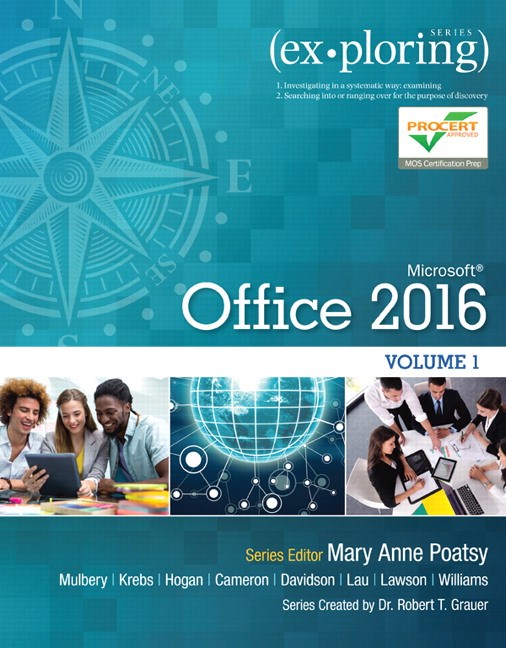 SERIES
(ex•ploring)
1. Investigating in a systematic way: examining
2. Searching into or ranging over for the purpose of discovery
PROCERT
APPROVED
MOS Certification Prep
NE
E
SE
Microsoft®
Office 2016
VOLUME 1
Series Editor Mary Anne Poatsy
Mulbery | Krebs | Hogan | Cameron | Davidson | Lau | Lawson | Williams
Series Created by Dr. Robert T. Grauer